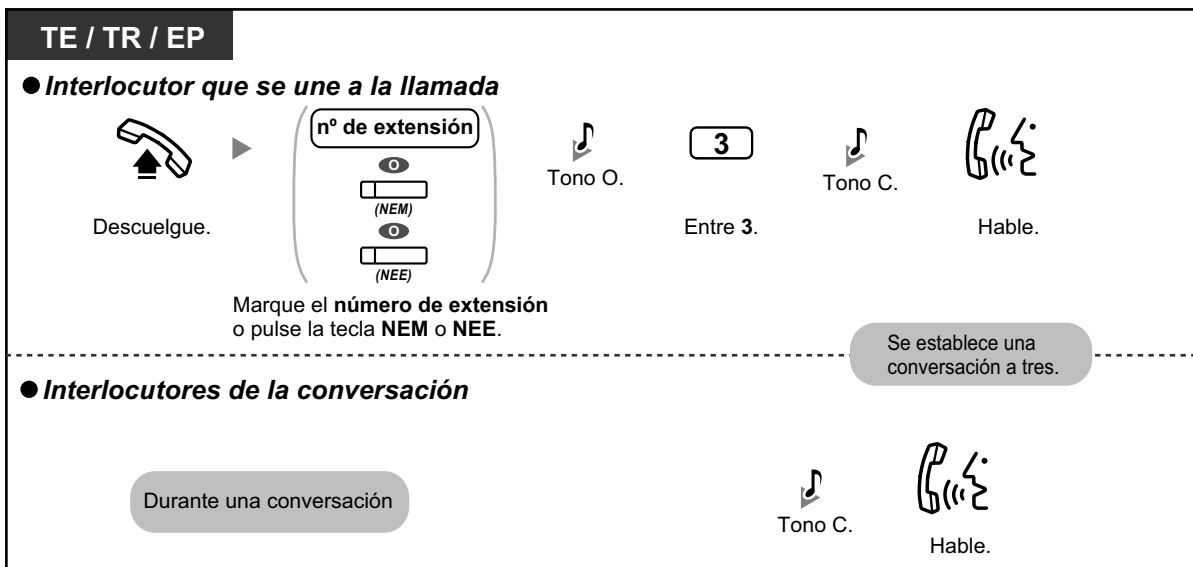 TE / TR / EP
● Interlocutor que se une a la llamada
nº de extensión
O
(NEM)
O
(NEE)
Descuelgue.
Marque el número de extensión
o pulse la tecla NEM o NEE.
Tono O.
3
Entre 3.
Tono C.
Hable.
Se establece una
conversación a tres.
● Interlocutores de la conversación
Durante una conversación
Tono C.
Hable.